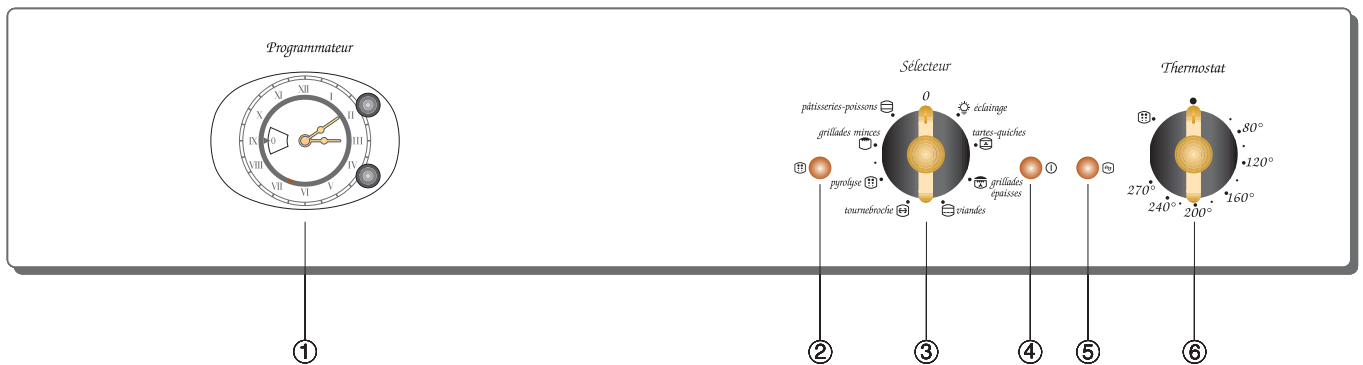 Programmateur
XII
I
II
III
IV
V
VI
VII
VIII
IX
X
XI
0
Sélecteur
0
éclairage
tartes-quiches
grillades
épaisses
viandes
tournebroche
pyrolyse
grillades minces
pâtisseries-poissons
Thermostat
80°
120°
160°
200°
240°
270°
1
2
3
4
5
6